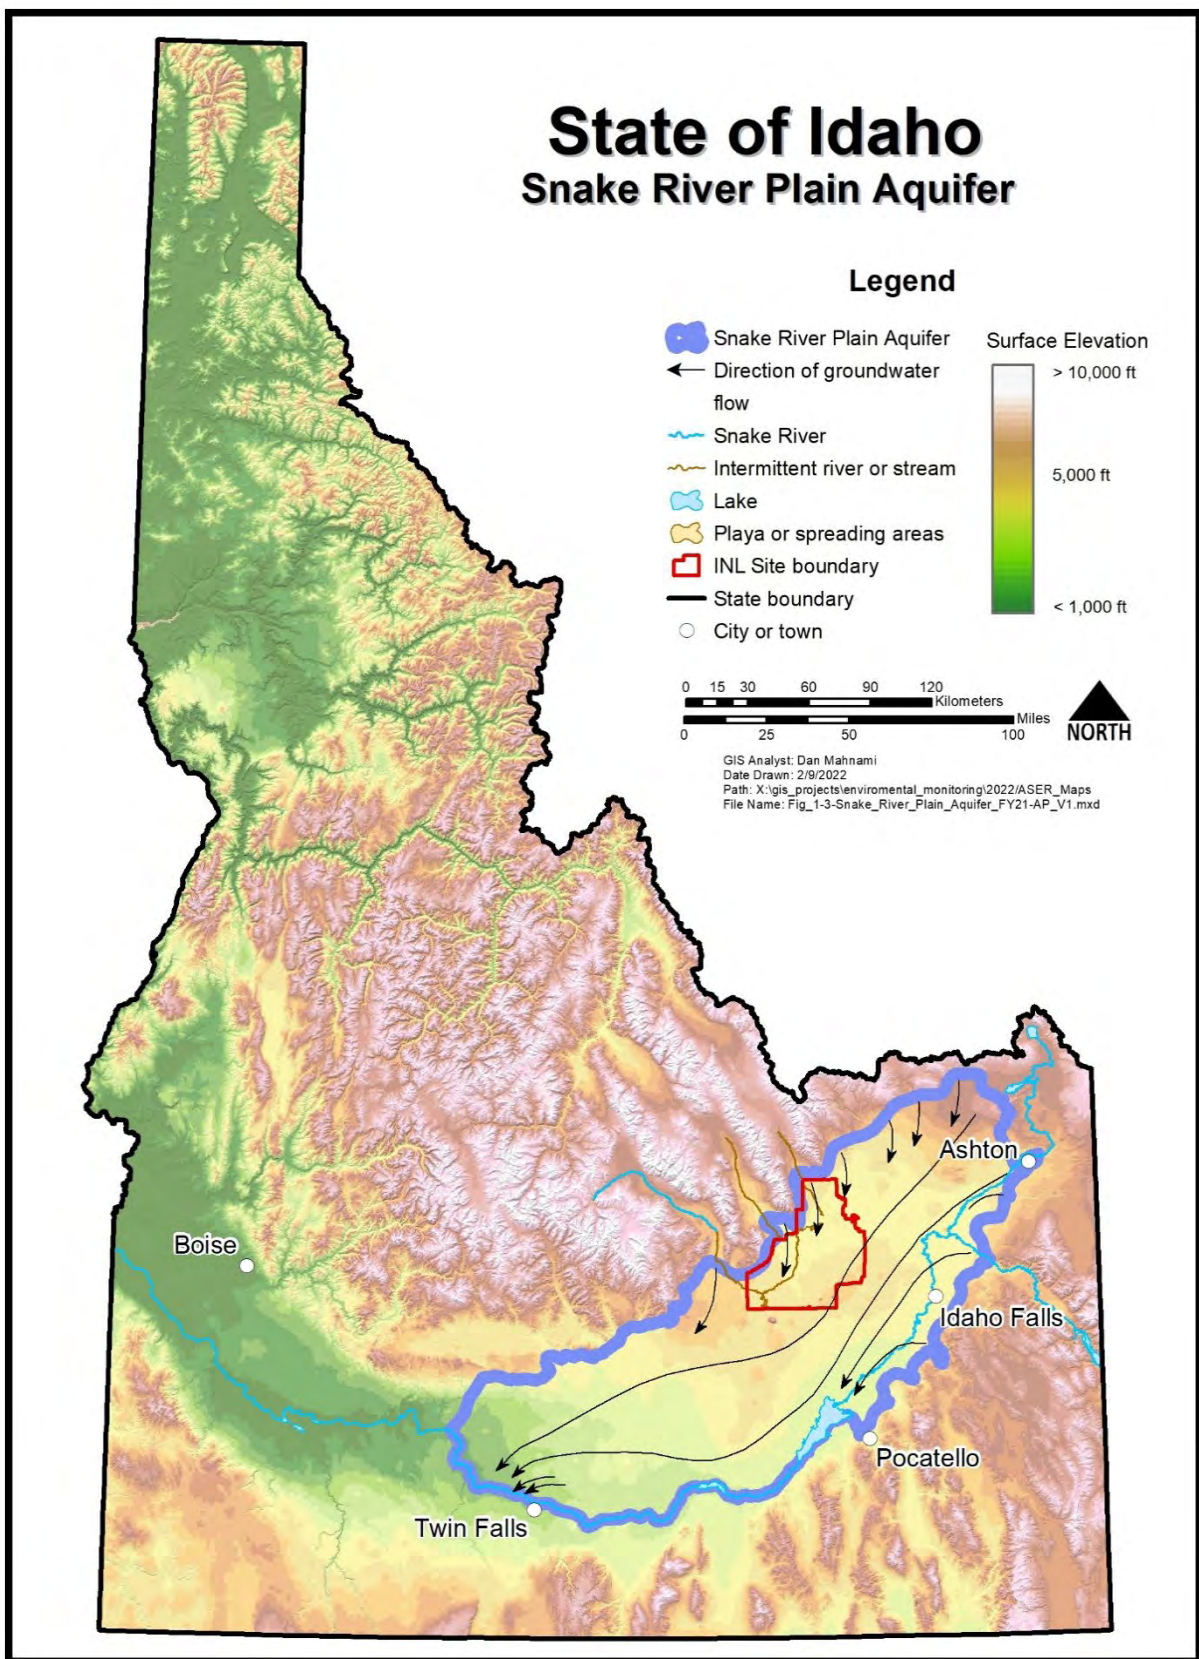 State of Idaho
Snake River Plain Aquifer
Legend
Snake River Plain Aquifer
Direction of groundwater
flow
Snake River
Intermittent river or stream
Lake
Playa or spreading areas
INL Site boundary
State boundary
City or town
Surface Elevation
> 10,000 ft
5,000 ft
< 1,000 ft
0 15 30 60 90 120
Kilometers
Miles
0 25 50 100
NORTH
GIS Analyst: Dan Mahnami
Date Drawn: 2/9/2022
Path: X:\gis_projects\enviromental_monitoring\2022/ASER_Maps
File Name: Fig_1-3-Snake_River_Plain_Aquifer_FY21-AP_V1.mxd
Ashton
Boise
Idaho Falls
Pocatello
Twin Falls